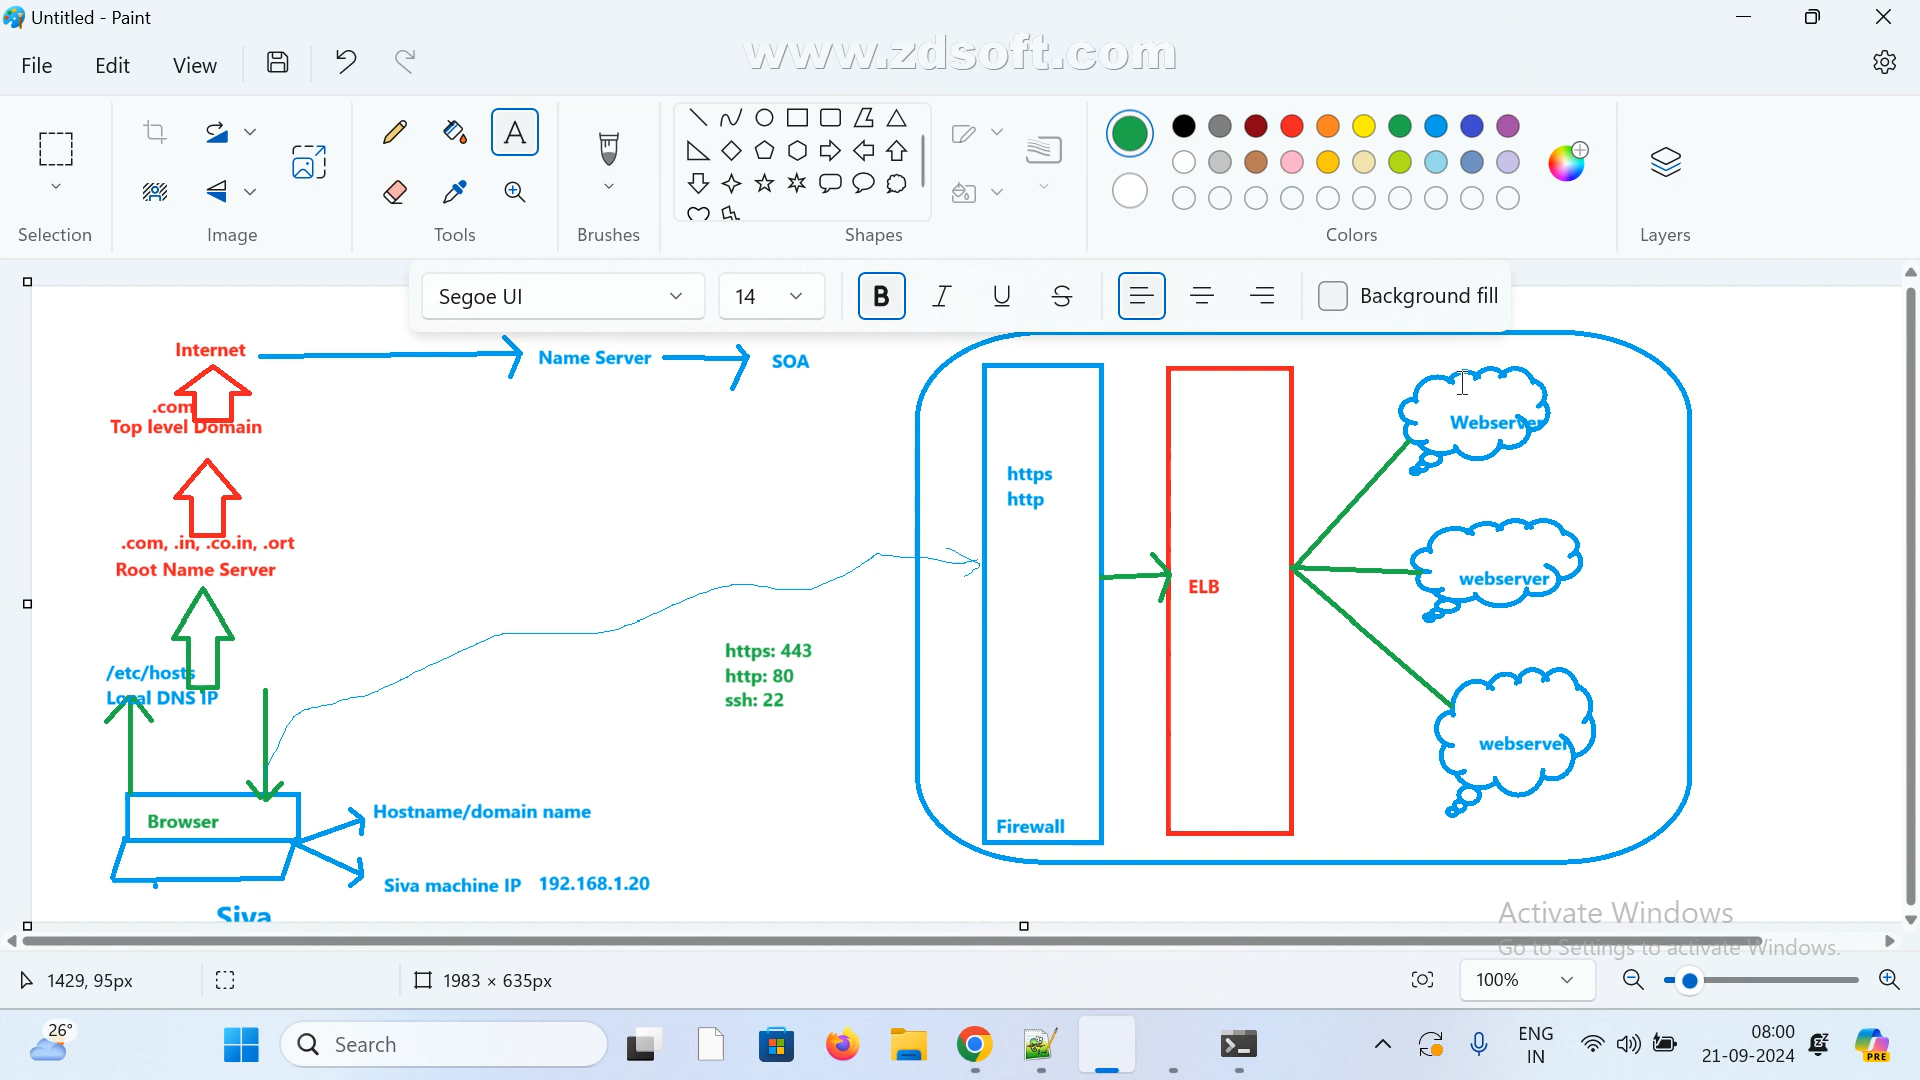 Untitled - Paint
www.zdsoft.com
File Edit View
Selection
Image
Tools
Brushes
Shapes
Colors
Layers
Segoe UI
14
B I U S
Background fill
Internet
Name Server
SOA
.com
Top level Domain
.com, .in, .co.in, .ort
Root Name Server
/etc/hosts
Local DNS IP
Browser
Hostname/domain name
Siva machine IP 192.168.1.20
Siva
https: 443
http: 80
ssh: 22
https
http
Firewall
ELB
Webserver
webserver
webserver
Activate Windows
Go to Settings to activate Windows.
1429, 95px
1983 × 635px
100%
26°
Search
ENG
IN
08:00
21-09-2024
PRE